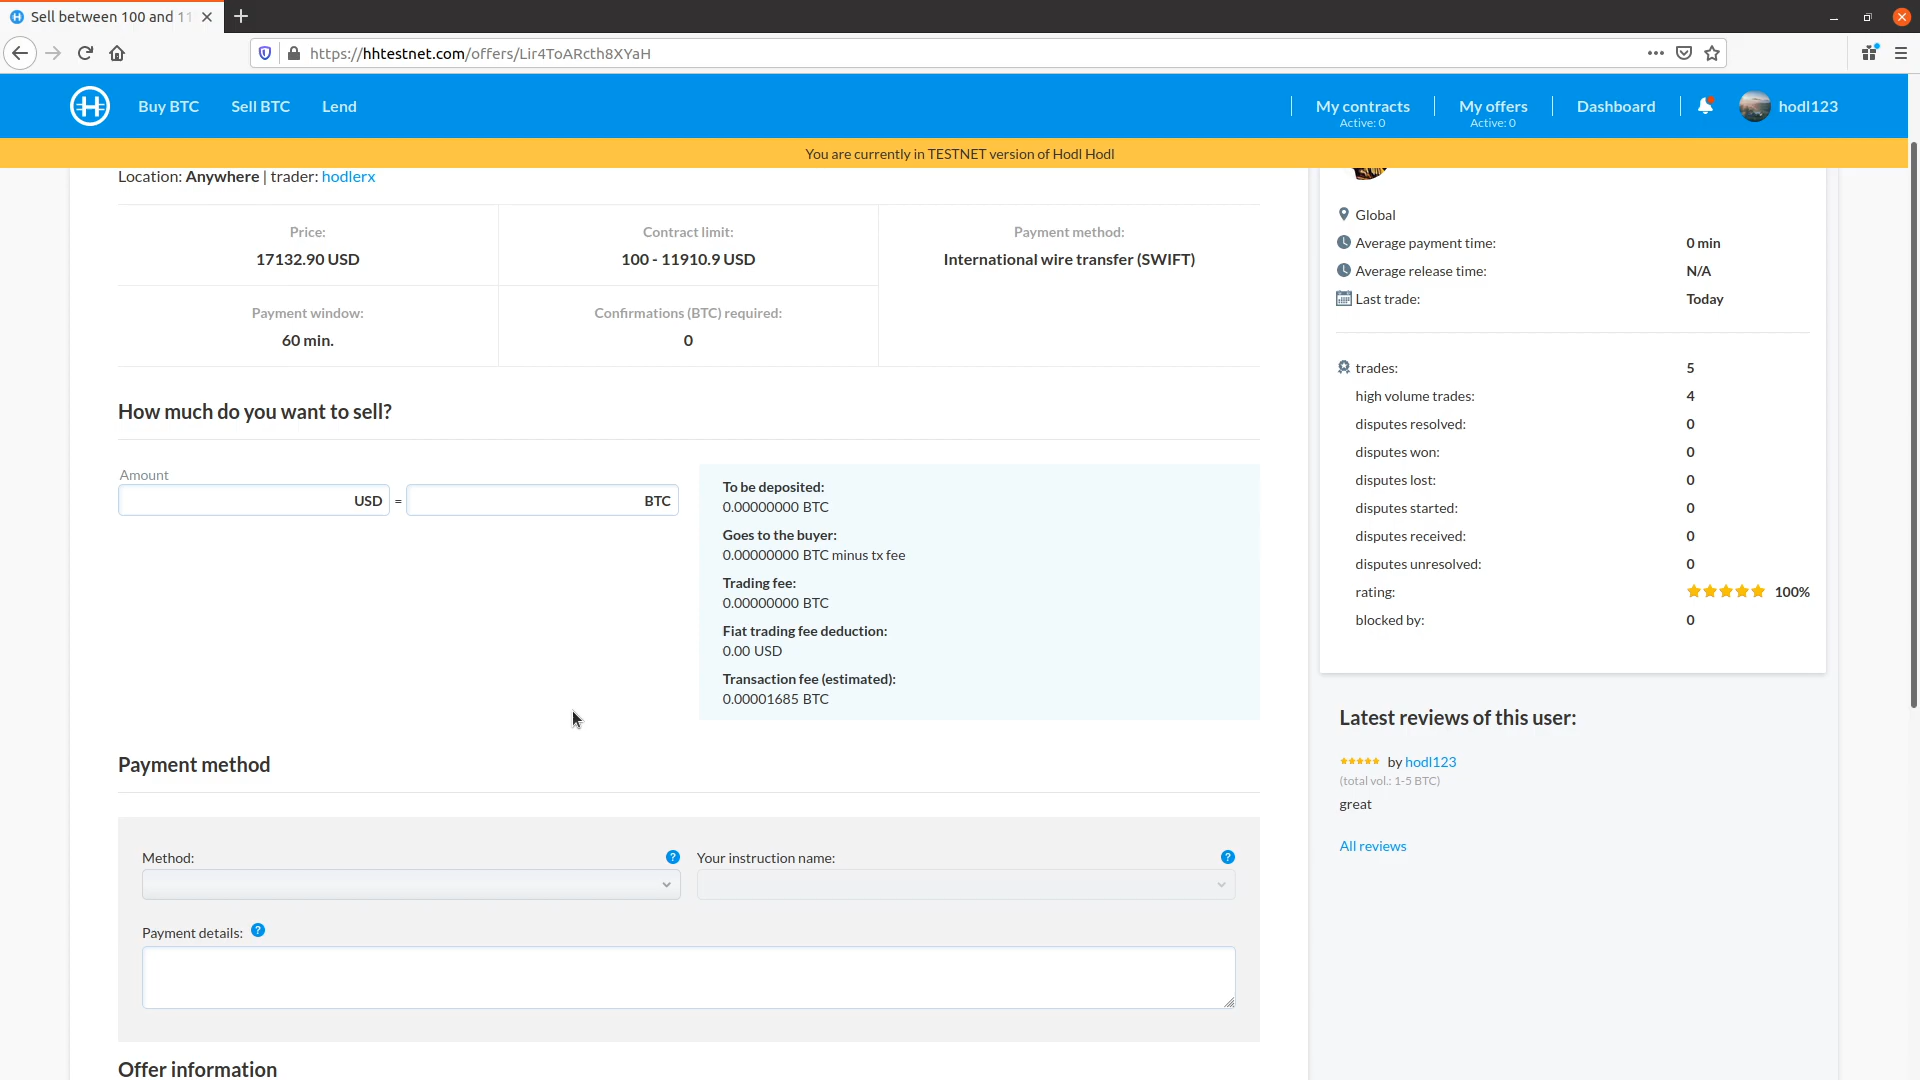 Sell between 100 and 11
https://hhtestnet.com/offers/Lir4ToARcth8XYaH
Buy BTC
Sell BTC
Lend
My contracts
Active: 0
My offers
Active: 0
Dashboard
hodl123
You are currently in TESTNET version of Hodl Hodl
Location: Anywhere | trader: hodlerx
Price:
17132.90 USD
Contract limit:
100 - 11910.9 USD
Payment method:
International wire transfer (SWIFT)
Payment window:
60 min.
Confirmations (BTC) required:
0
How much do you want to sell?
Amount
USD = BTC
To be deposited:
0.00000000 BTC
Goes to the buyer:
0.00000000 BTC minus tx fee
Trading fee:
0.00000000 BTC
Fiat trading fee deduction:
0.00 USD
Transaction fee (estimated):
0.00001685 BTC
Payment method
Method: ?
Your instruction name: ?
Payment details: ?
Offer information
Global
Average payment time: 0 min
Average release time: N/A
Last trade: Today
trades: 5
high volume trades: 4
disputes resolved: 0
disputes won: 0
disputes lost: 0
disputes started: 0
disputes received: 0
disputes unresolved: 0
rating: 100%
blocked by: 0
Latest reviews of this user:
by hodl123
(total vol.: 1-5 BTC)
great
All reviews